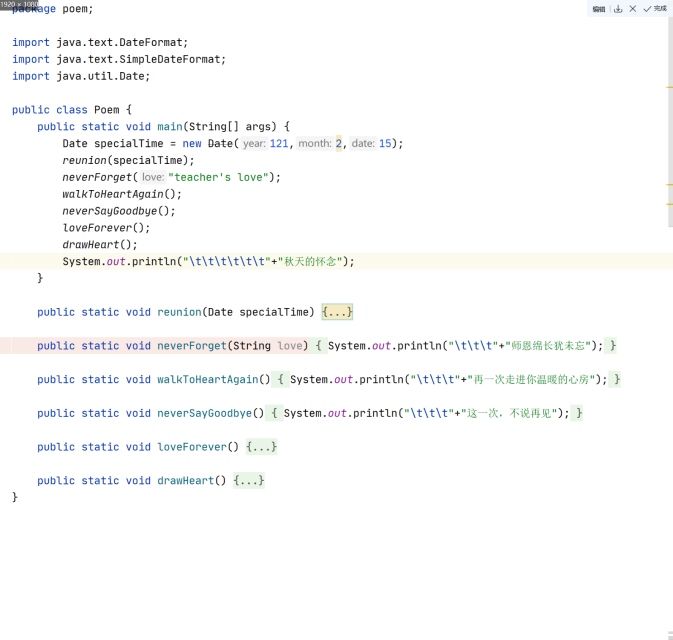 1920 × 1080
编辑 完成
package poem;
import java.text.DateFormat;
import java.text.SimpleDateFormat;
import java.util.Date;
public class Poem {
public static void main(String[] args) {
Date specialTime = new Date( year: 121, month: 2, date: 15);
reunion(specialTime);
neverForget( love: "teacher's love");
walkToHeartAgain();
neverSayGoodbye();
loveForever();
drawHeart();
System.out.println("\t\t\t\t\t\t"+"秋天的怀念");
}
public static void reunion(Date specialTime) {...}
public static void neverForget(String love) { System.out.println("\t\t\t"+"师恩绵长犹未忘"); }
public static void walkToHeartAgain() { System.out.println("\t\t\t"+"再一次走进你温暖的心房"); }
public static void neverSayGoodbye() { System.out.println("\t\t\t"+"这一次，不说再见"); }
public static void loveForever() {...}
public static void drawHeart() {...}
}